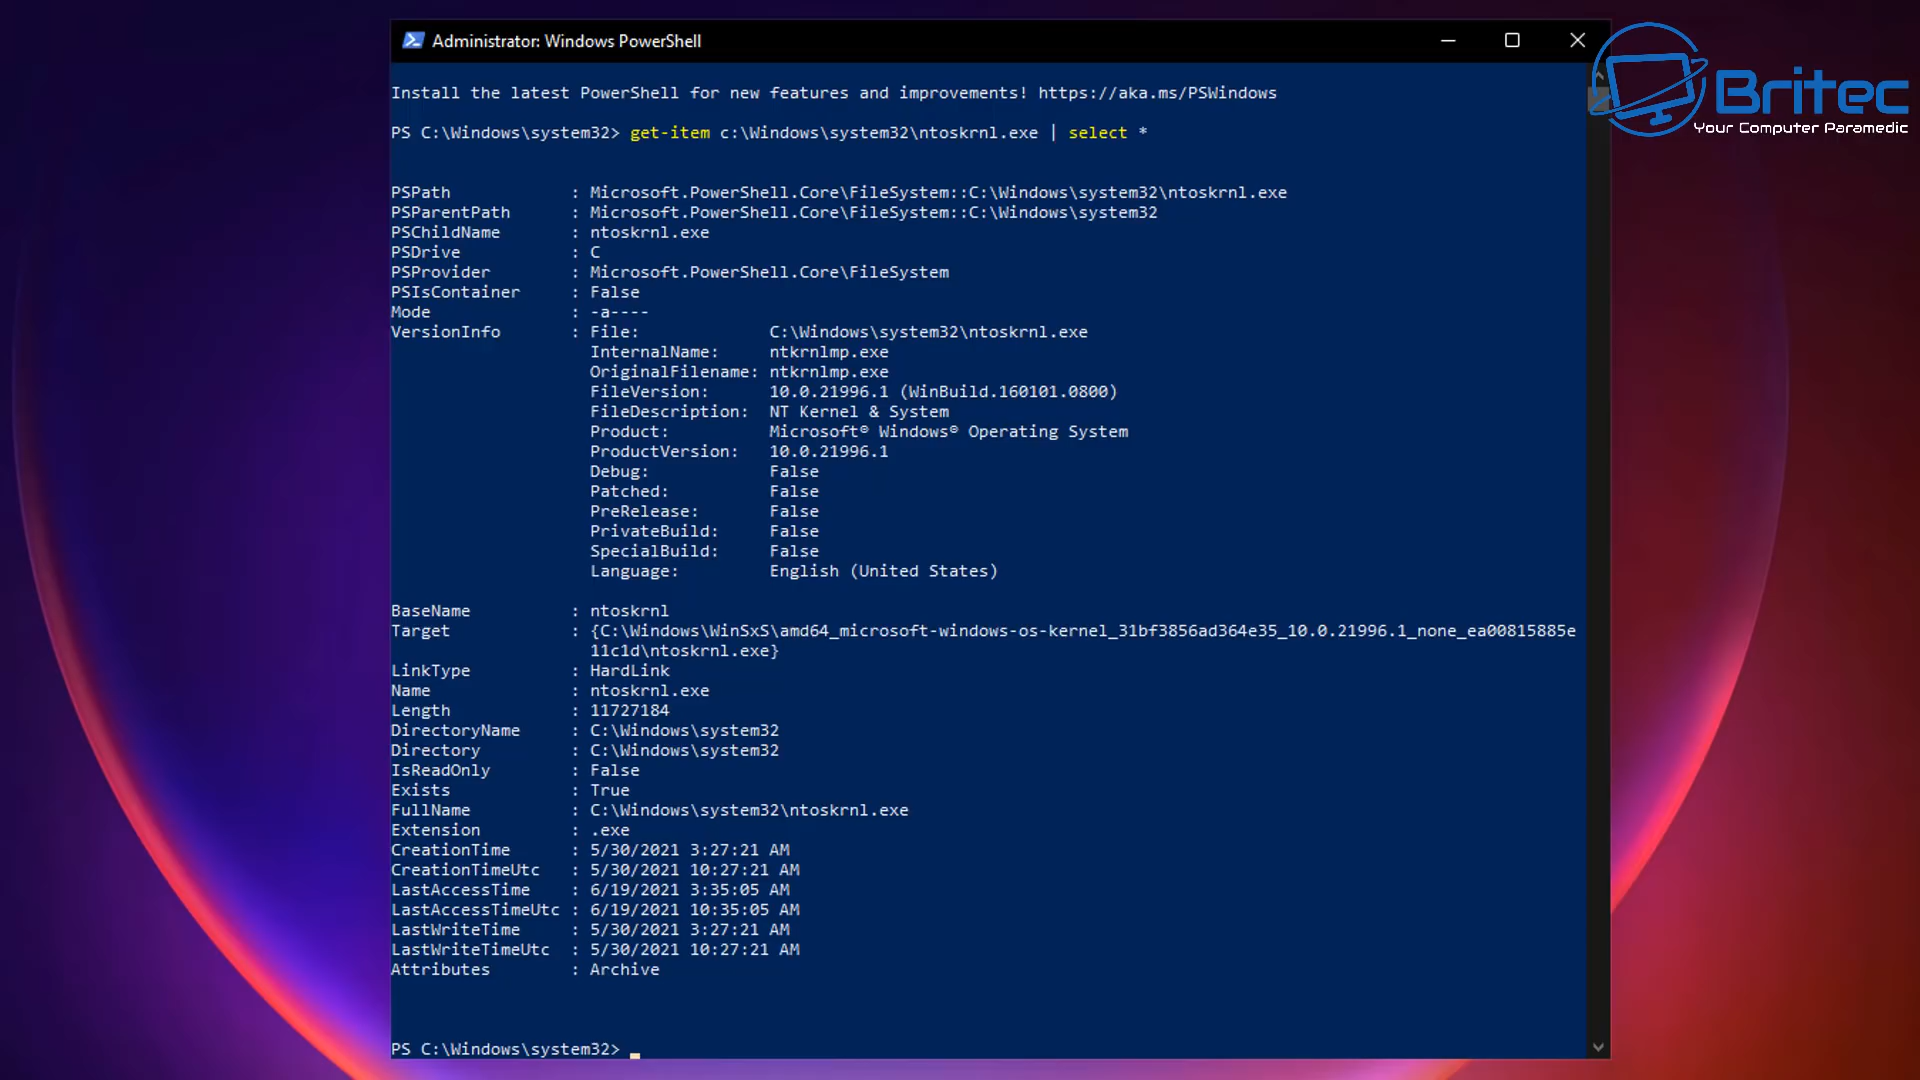 Administrator: Windows PowerShell
Britec
Your Computer Paramedic
Install the latest PowerShell for new features and improvements! https://aka.ms/PSWindows
PS C:\Windows\system32> get-item c:\Windows\system32\ntoskrnl.exe | select *
PSPath : Microsoft.PowerShell.Core\FileSystem::C:\Windows\system32\ntoskrnl.exe
PSParentPath : Microsoft.PowerShell.Core\FileSystem::C:\Windows\system32
PSChildName : ntoskrnl.exe
PSDrive : C
PSProvider : Microsoft.PowerShell.Core\FileSystem
PSIsContainer : False
Mode : -a----
VersionInfo : File: C:\Windows\system32\ntoskrnl.exe
InternalName: ntkrnlmp.exe
OriginalFilename: ntkrnlmp.exe
FileVersion: 10.0.21996.1 (WinBuild.160101.0800)
FileDescription: NT Kernel & System
Product: Microsoft® Windows® Operating System
ProductVersion: 10.0.21996.1
Debug: False
Patched: False
PreRelease: False
PrivateBuild: False
SpecialBuild: False
Language: English (United States)
BaseName : ntoskrnl
Target : {C:\Windows\WinSxS\amd64_microsoft-windows-os-kernel_31bf3856ad364e35_10.0.21996.1_none_ea00815885e
11c1d\ntoskrnl.exe}
LinkType : HardLink
Name : ntoskrnl.exe
Length : 11727184
DirectoryName : C:\Windows\system32
Directory : C:\Windows\system32
IsReadOnly : False
Exists : True
FullName : C:\Windows\system32\ntoskrnl.exe
Extension : .exe
CreationTime : 5/30/2021 3:27:21 AM
CreationTimeUtc : 5/30/2021 10:27:21 AM
LastAccessTime : 6/19/2021 3:35:05 AM
LastAccessTimeUtc : 6/19/2021 10:35:05 AM
LastWriteTime : 5/30/2021 3:27:21 AM
LastWriteTimeUtc : 5/30/2021 10:27:21 AM
Attributes : Archive
PS C:\Windows\system32>